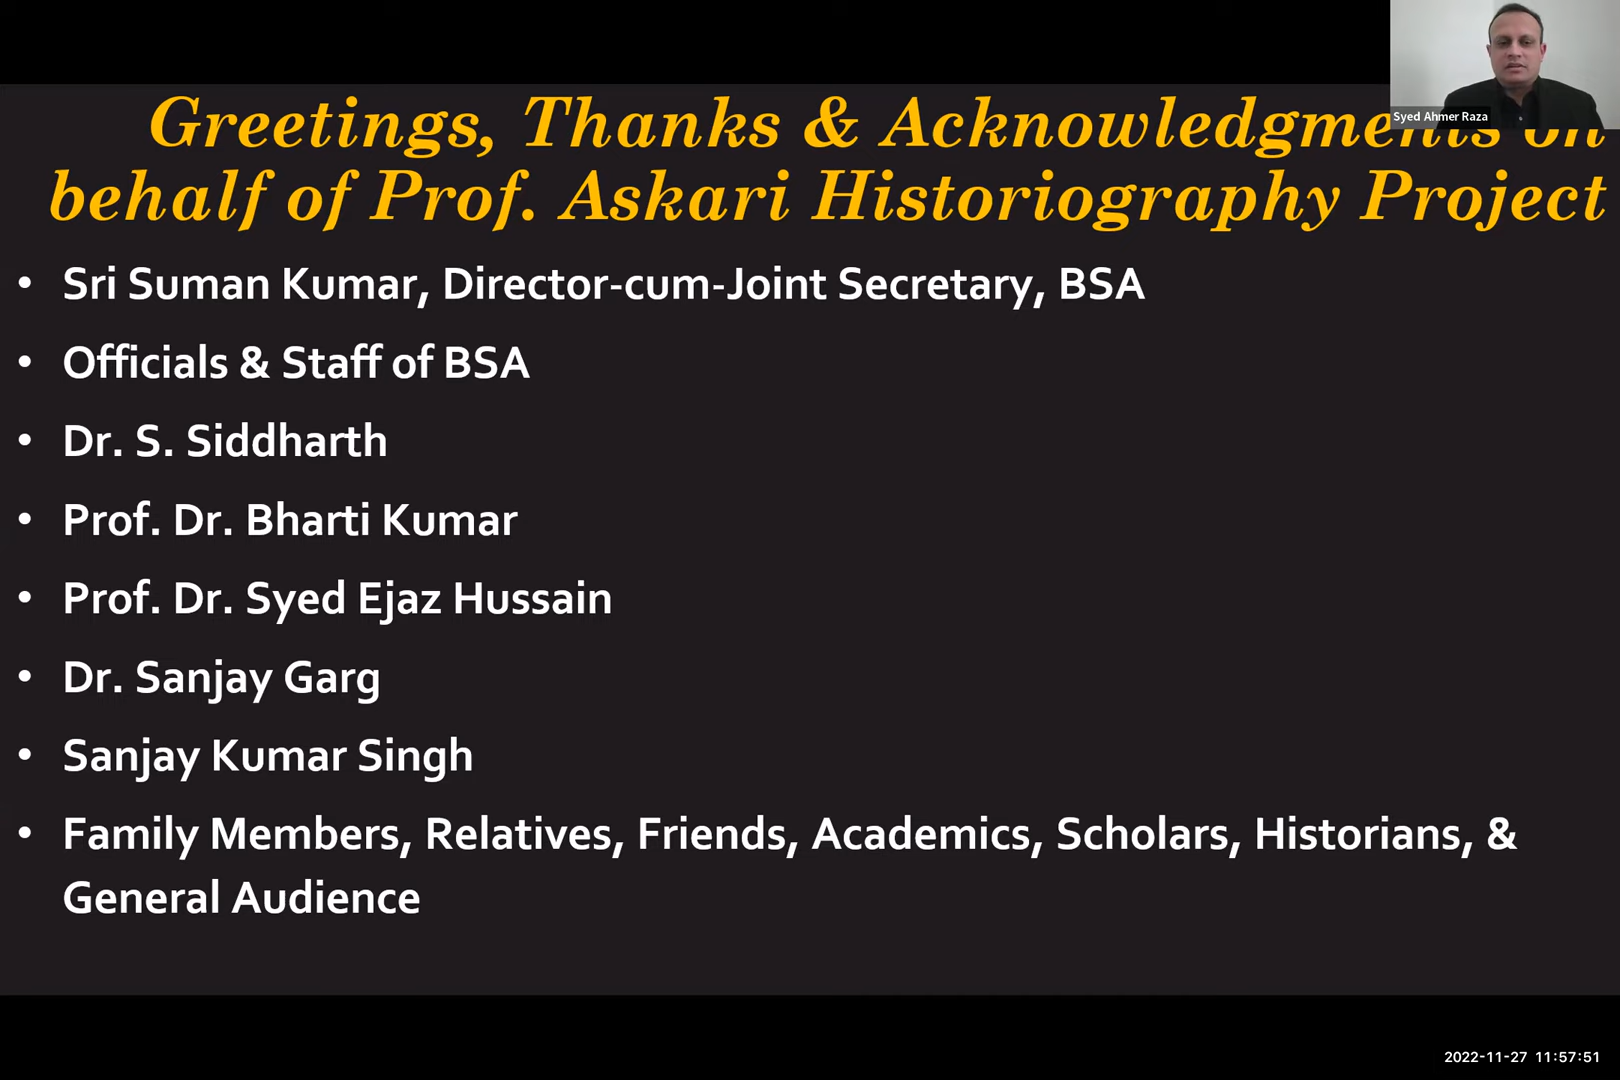 Syed Ahmer Raza
Greetings, Thanks & Acknowledgments on
behalf of Prof. Askari Historiography Project
• Sri Suman Kumar, Director-cum-Joint Secretary, BSA
• Officials & Staff of BSA
• Dr. S. Siddharth
• Prof. Dr. Bharti Kumar
• Prof. Dr. Syed Ejaz Hussain
• Dr. Sanjay Garg
• Sanjay Kumar Singh
• Family Members, Relatives, Friends, Academics, Scholars, Historians, &
General Audience
2022-11-27 11:57:51